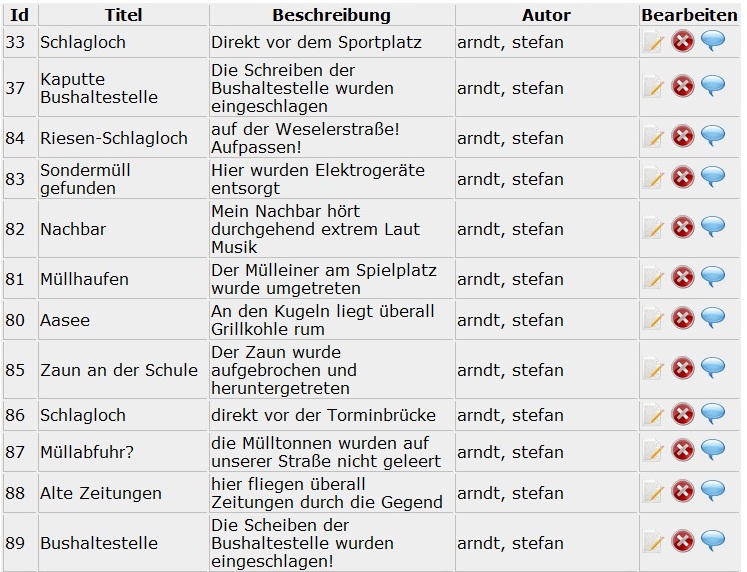 Id Titel Beschreibung Autor Bearbeiten
33 Schlagloch Direkt vor dem Sportplatz arndt, stefan
37 Kaputte Bushaltestelle Die Schreiben der Bushaltestelle wurden eingeschlagen arndt, stefan
84 Riesen-Schlagloch auf der Weselerstraße! Aufpassen! arndt, stefan
83 Sondermüll gefunden Hier wurden Elektrogeräte entsorgt arndt, stefan
82 Nachbar Mein Nachbar hört durchgehend extrem Laut Musik arndt, stefan
81 Müllhaufen Der Mülleiner am Spielplatz wurde umgetreten arndt, stefan
80 Aasee An den Kugeln liegt überall Grillkohle rum arndt, stefan
85 Zaun an der Schule Der Zaun wurde aufgebrochen und heruntergetreten arndt, stefan
86 Schlagloch direkt vor der Torminbrücke arndt, stefan
87 Müllabfuhr? die Mülltonnen wurden auf unserer Straße nicht geleert arndt, stefan
88 Alte Zeitungen hier fliegen überall Zeitungen durch die Gegend arndt, stefan
89 Bushaltestelle Die Scheiben der Bushaltestelle wurden eingeschlagen! arndt, stefan